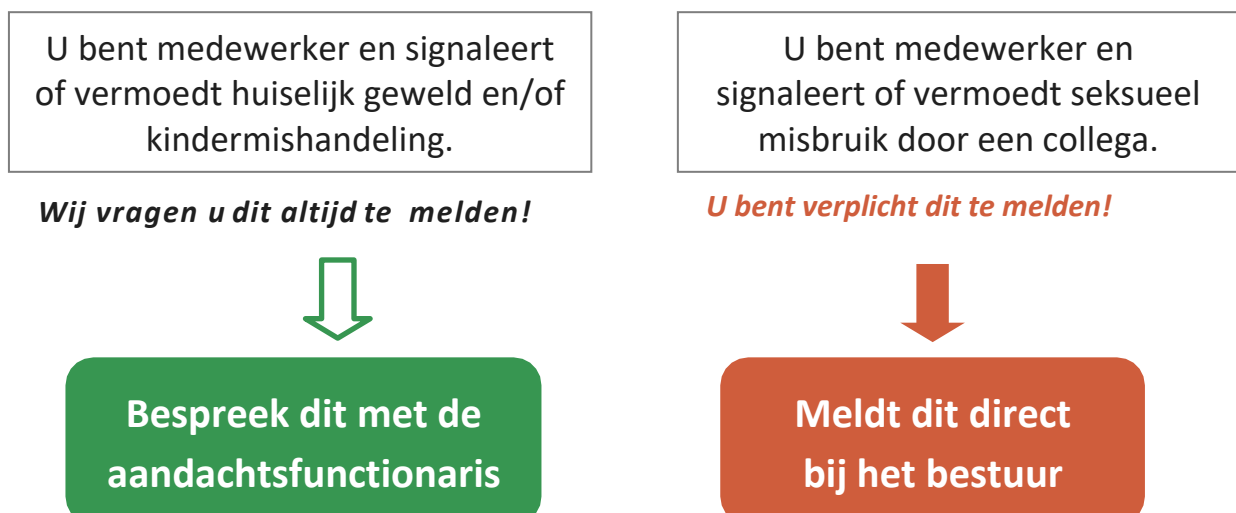 U bent medewerker en signaleert
of vermoedt huiselijk geweld en/of
kindermishandeling.
Wij vragen u dit altijd te melden!
Bespreek dit met de
aandachtsfunctionaris
U bent medewerker en
signaleert of vermoedt seksueel
misbruik door een collega.
U bent verplicht dit te melden!
Meldt dit direct
bij het bestuur